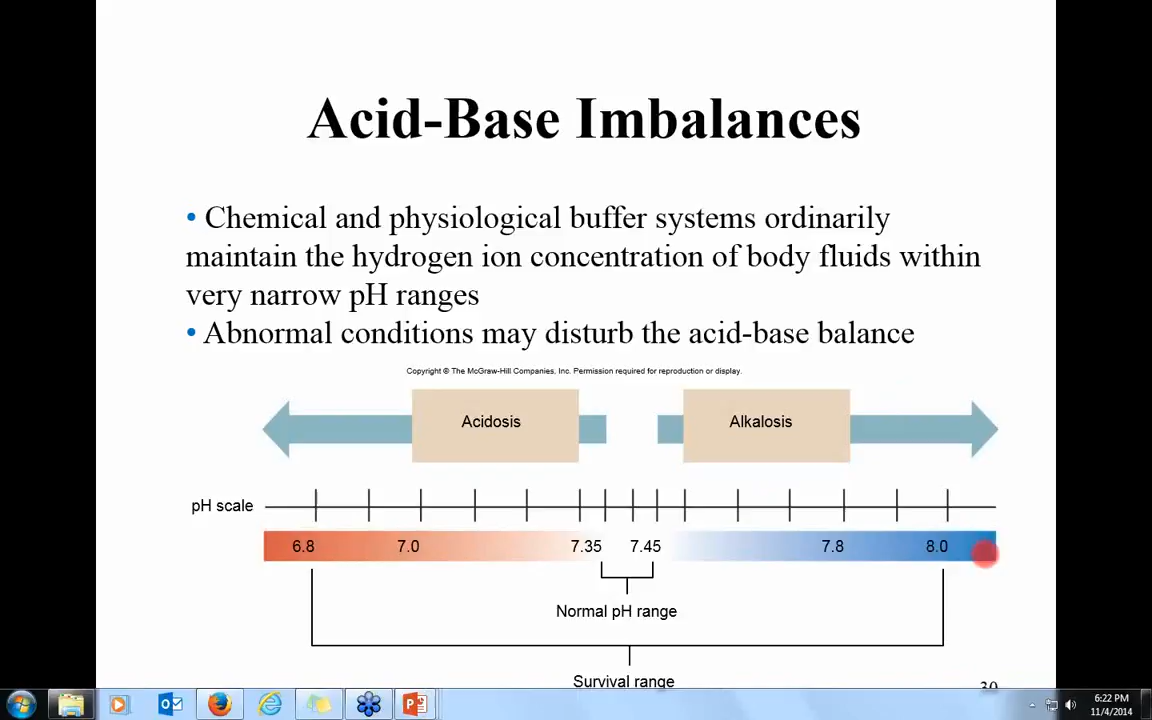 Acid-Base Imbalances
• Chemical and physiological buffer systems ordinarily
maintain the hydrogen ion concentration of body fluids within
very narrow pH ranges
• Abnormal conditions may disturb the acid-base balance
Copyright © The McGraw-Hill Companies, Inc. Permission required for reproduction or display.
Acidosis Alkalosis
pH scale
6.8 7.0 7.35 7.45 7.8 8.0
Normal pH range
Survival range
30
6:22 PM
11/4/2014